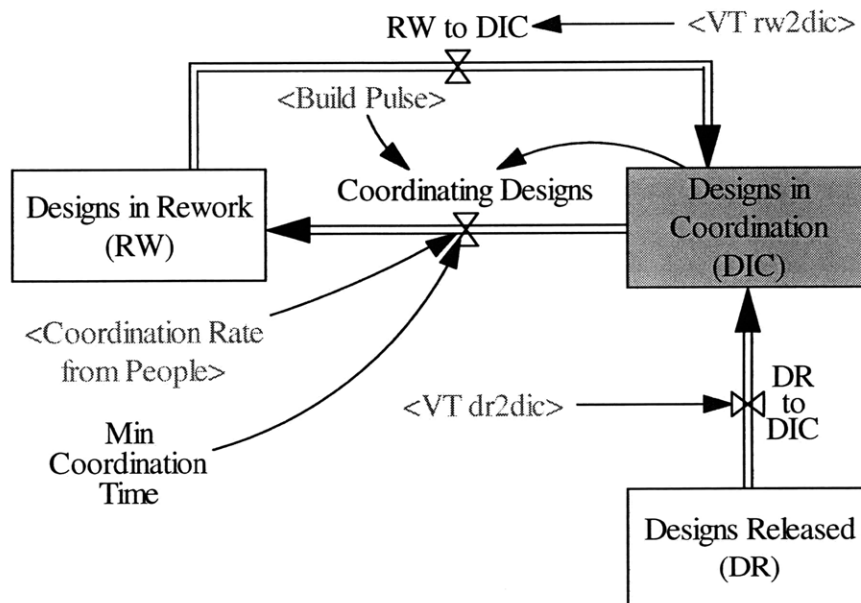 RW to DIC
<VT rw2dic>
<Build Pulse>
Designs in Rework
(RW)
Coordinating Designs
Designs in
Coordination
(DIC)
<Coordination Rate
from People>
<VT dr2dic>
DR
to
DIC
Min
Coordination
Time
Designs Released
(DR)